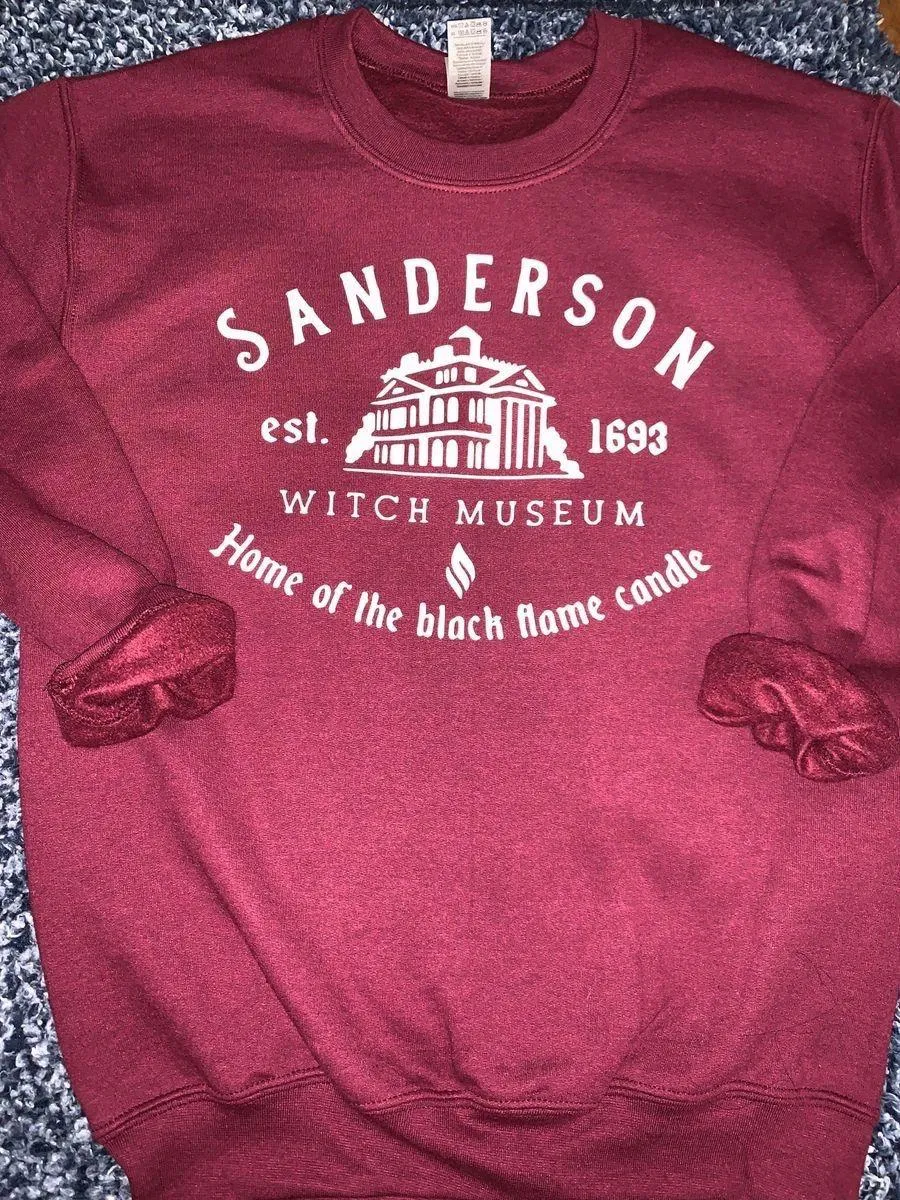 SANDERSON
est. 1693
WITCH MUSEUM
Home of the black flame candle